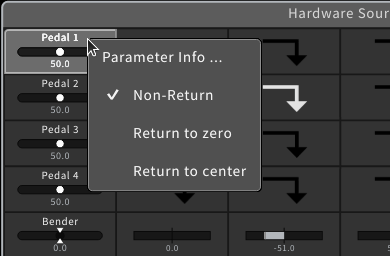 Hardware Sour
Pedal 1
50.0
Parameter Info ...
Non-Return
Return to zero
Return to center
Pedal 2
50.0
Pedal 3
50.0
Pedal 4
50.0
Bender
0.0
0.0
-51.0